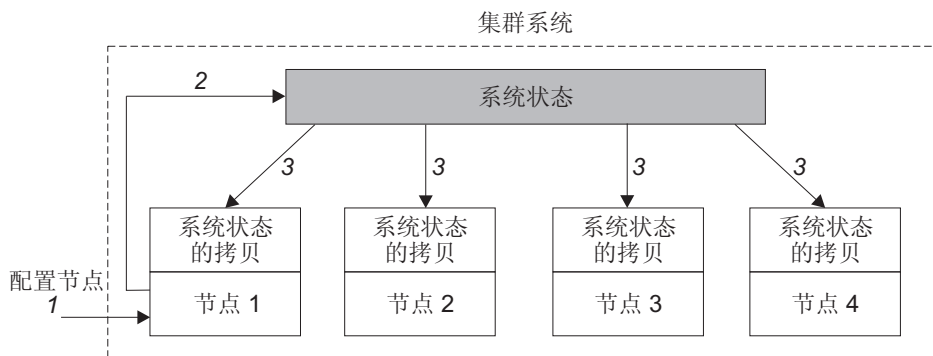 集群系统
2
系统状态
3
3
3
3
系统状态
的拷贝
系统状态
的拷贝
系统状态
的拷贝
系统状态
的拷贝
配置节点
1
节点 1
节点 2
节点 3
节点 4